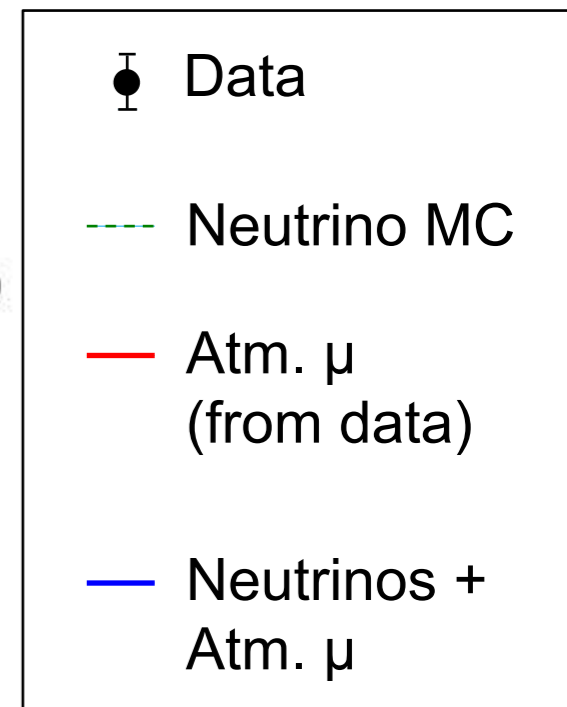 Data
Neutrino MC
Atm. μ
(from data)
Neutrinos +
Atm. μ